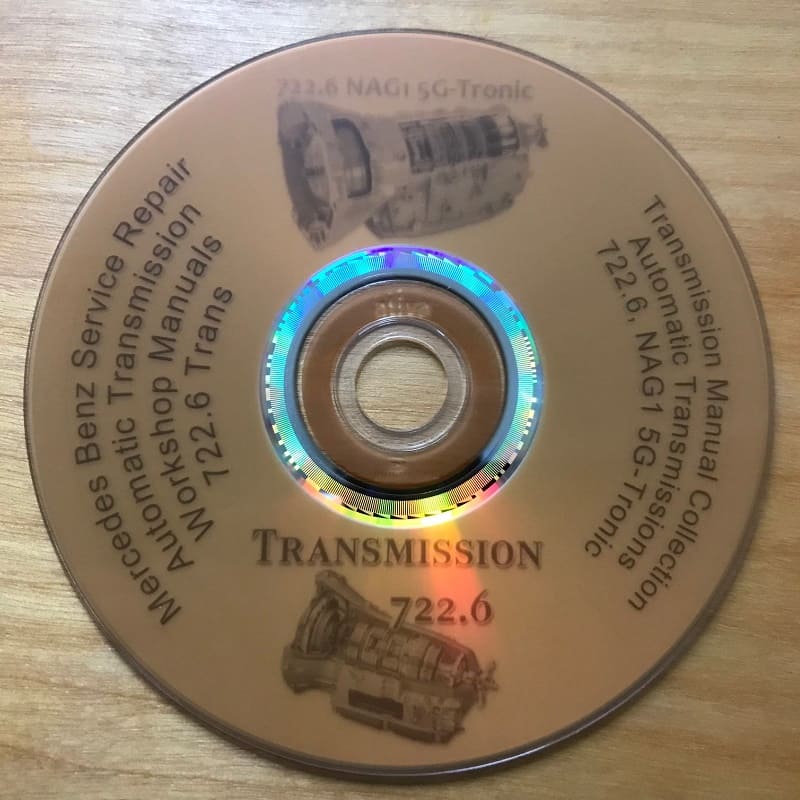 722.6 NAG1 5G-Tronic
Mercedes Benz Service Repair
Automatic Transmission
Workshop Manuals
722.6 Trans
Transmission Manual Collection
Automatic Transmissions
722.6, NAG1 5G-Tronic
ativa
TRANSMISSION
722.6